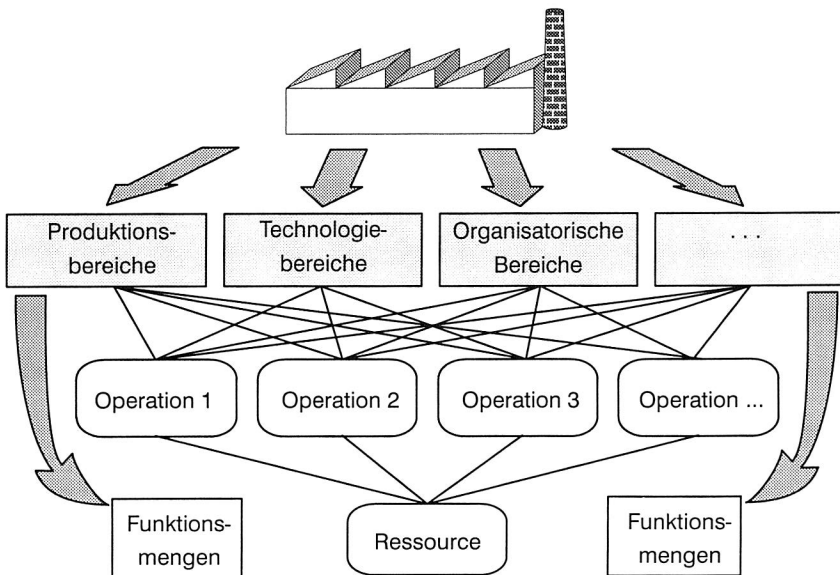 Produktions-
bereiche
Technologie-
bereiche
Organisatorische
Bereiche
...
Operation 1
Operation 2
Operation 3
Operation ...
Funktions-
mengen
Ressource
Funktions-
mengen